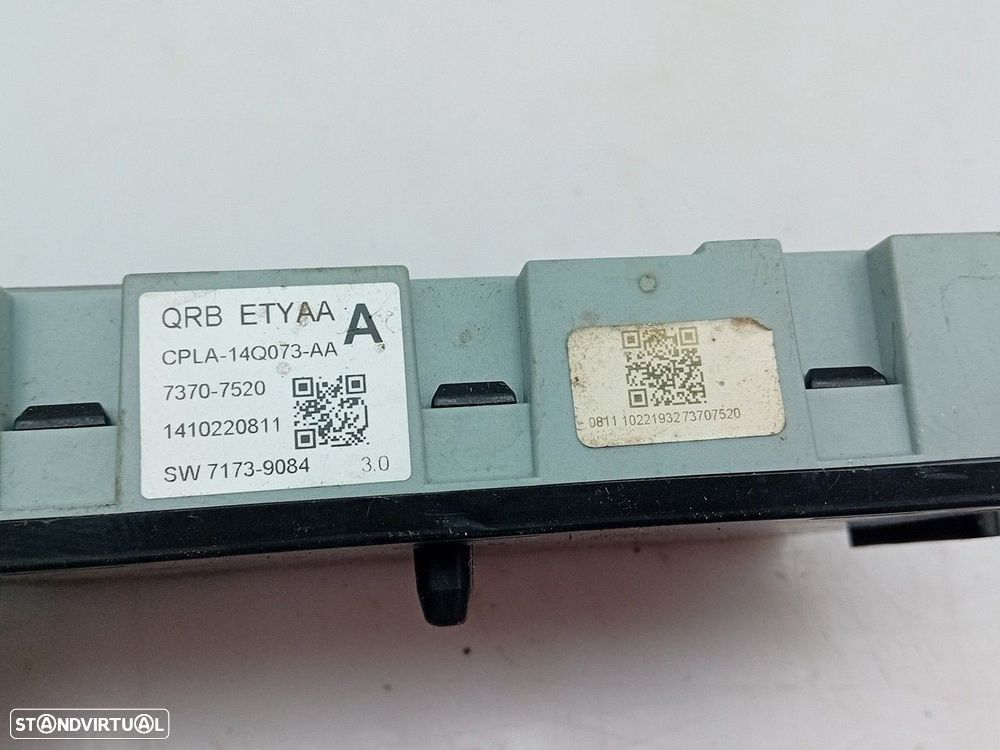 QRB ETYAA
A
CPLA-14Q073-AA
7370-7520
1410220811
SW 7173-9084 3.0
0811 1022193273707520
STANDVIRTUAL